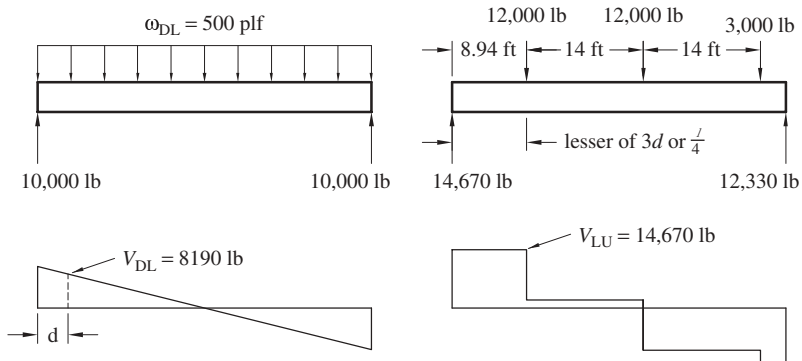 ω_DL = 500 plf
10,000 lb
10,000 lb
V_DL = 8190 lb
d
12,000 lb
12,000 lb
3,000 lb
8.94 ft
14 ft
14 ft
lesser of 3d or l/4
14,670 lb
12,330 lb
V_LU = 14,670 lb